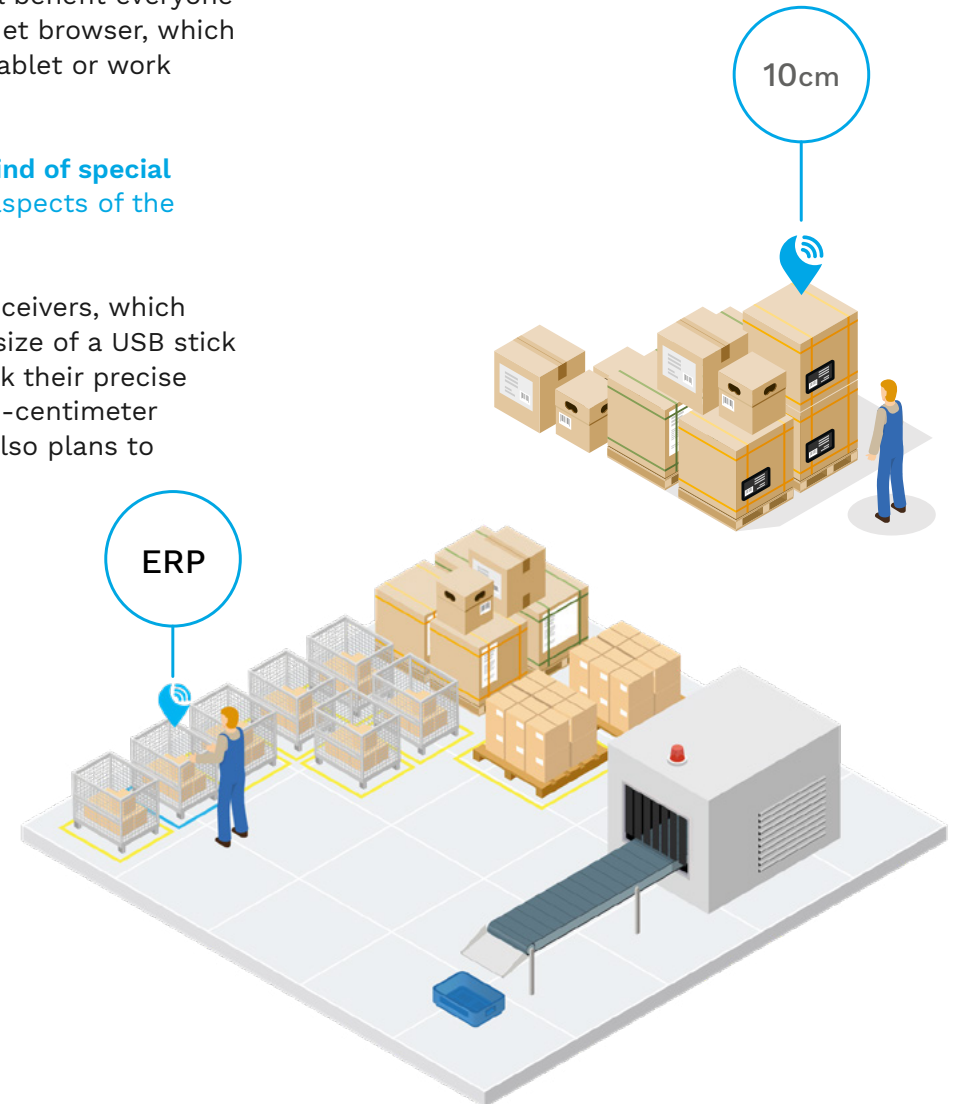 benefit everyone
et browser, which
ablet or work
10cm
ind of special
spects of the
ceivers, which
size of a USB stick
k their precise
-centimeter
lso plans to
ERP